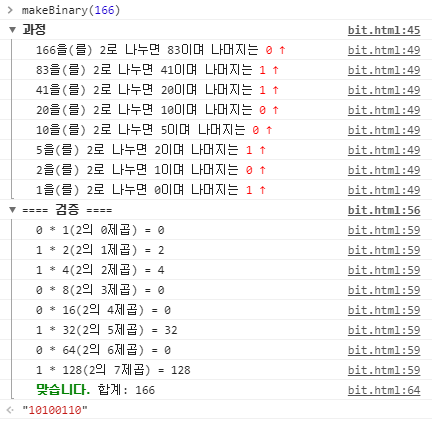 > makeBinary(166)
▼ 과정 bit.html:45
166을(를) 2로 나누면 83이며 나머지는 0 ↑ bit.html:49
83을(를) 2로 나누면 41이며 나머지는 1 ↑ bit.html:49
41을(를) 2로 나누면 20이며 나머지는 1 ↑ bit.html:49
20을(를) 2로 나누면 10이며 나머지는 0 ↑ bit.html:49
10을(를) 2로 나누면 5이며 나머지는 0 ↑ bit.html:49
5을(를) 2로 나누면 2이며 나머지는 1 ↑ bit.html:49
2을(를) 2로 나누면 1이며 나머지는 0 ↑ bit.html:49
1을(를) 2로 나누면 0이며 나머지는 1 ↑ bit.html:49
▼ ==== 검증 ==== bit.html:56
0 * 1(2의 0제곱) = 0 bit.html:59
1 * 2(2의 1제곱) = 2 bit.html:59
1 * 4(2의 2제곱) = 4 bit.html:59
0 * 8(2의 3제곱) = 0 bit.html:59
0 * 16(2의 4제곱) = 0 bit.html:59
1 * 32(2의 5제곱) = 32 bit.html:59
0 * 64(2의 6제곱) = 0 bit.html:59
1 * 128(2의 7제곱) = 128 bit.html:59
맞습니다. 합계: 166 bit.html:64
"10100110"